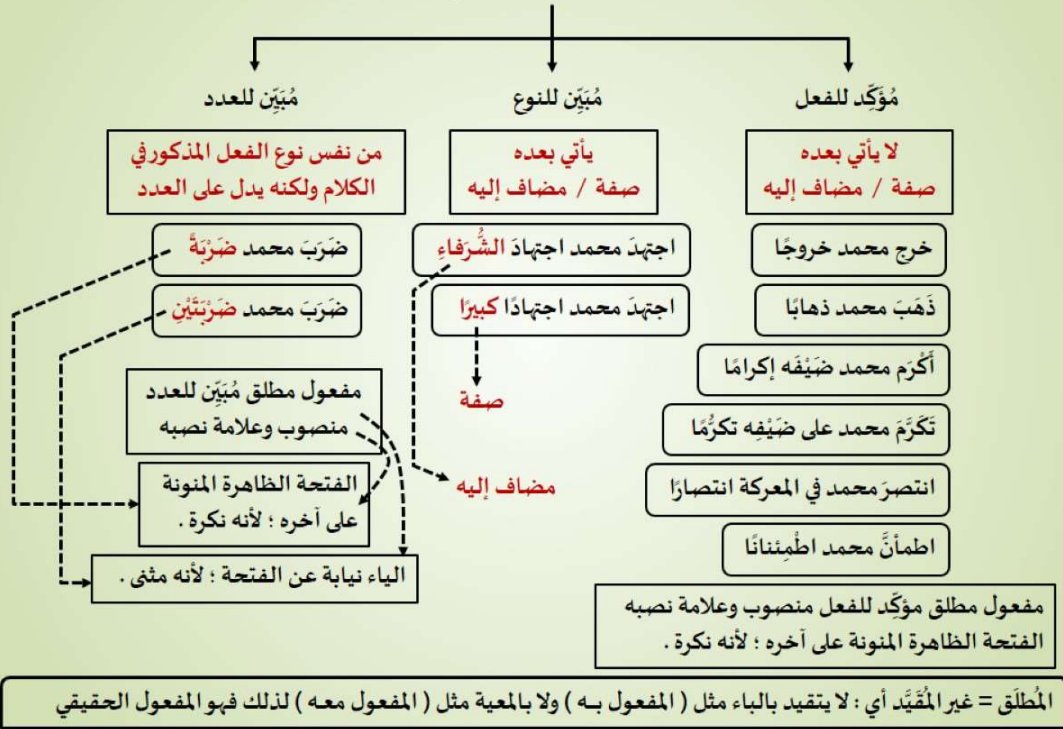 مُؤَكِّد للفعل
لا يأتي بعده
صفة / مضاف إليه
خرج محمد خروجًا
ذَهَبَ محمد ذهابًا
أَكْرَم محمد ضَيْفَه إكرامًا
تَكَرَّمَ محمد على ضَيْفِه تكرُّمًا
انتصرَ محمد في المعركة انتصارًا
اطمأنَّ محمد اطْمِئنانًا
مفعول مطلق مؤكِّد للفعل منصوب وعلامة نصبه
الفتحة الظاهرة المنونة على آخره ؛ لأنه نكرة .
مُبَيِّن للنوع
يأتي بعده
صفة / مضاف إليه
اجتهدَ محمد اجتهادَ الشُّرَفاءِ
اجتهدَ محمد اجتهادًا كبيرًا
صفة
مضاف إليه
مُبَيِّن للعدد
من نفس نوع الفعل المذكور في
الكلام ولكنه يدل على العدد
ضَرَبَ محمد ضَرْبَةً
ضَرَبَ محمد ضَرْبَتَيْنِ
مفعول مطلق مُبَيِّن للعدد
منصوب وعلامة نصبه
الفتحة الظاهرة المنونة
على آخره ؛ لأنه نكرة .
الياء نيابة عن الفتحة ؛ لأنه مثنى .
المُطلَق = غير المُقَيَّد أي : لا يتقيد بالباء مثل ( المفعول بـه ) ولا بالمعية مثل ( المفعول معـه ) لذلك فهو المفعول الحقيقي